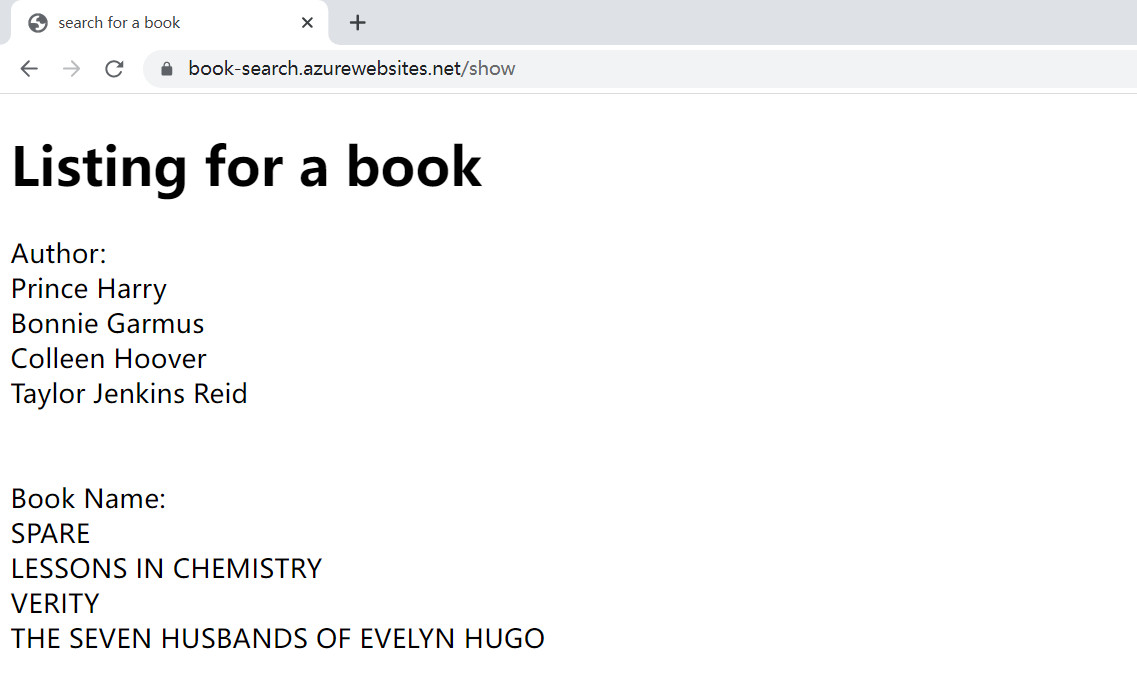 search for a book
book-search.azurewebsites.net/show
Listing for a book
Author:
Prince Harry
Bonnie Garmus
Colleen Hoover
Taylor Jenkins Reid
Book Name:
SPARE
LESSONS IN CHEMISTRY
VERITY
THE SEVEN HUSBANDS OF EVELYN HUGO